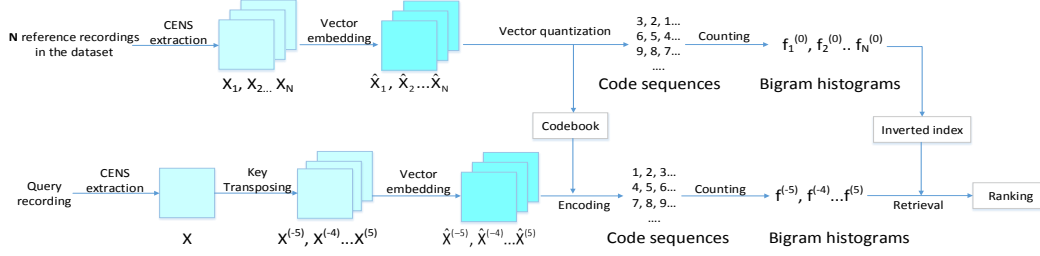 N reference recordings
in the dataset
CENS
extraction
X₁, X₂... X_N
Vector
embedding
X̂₁, X̂₂...X̂_N
Vector quantization
3, 2, 1...
6, 5, 4...
9, 8, 7...
....
Code sequences
Counting
f₁⁽⁰⁾, f₂⁽⁰⁾.. f_N⁽⁰⁾
Bigram histograms
Codebook
Inverted index
Query
recording
CENS
extraction
X
Key
Transposing
X⁽⁻⁵⁾, X⁽⁻⁴⁾...X⁽⁵⁾
Vector
embedding
X̂⁽⁻⁵⁾, X̂⁽⁻⁴⁾...X̂⁽⁵⁾
Encoding
1, 2, 3...
4, 5, 6...
7, 8, 9...
....
Code sequences
Counting
f⁽⁻⁵⁾, f⁽⁻⁴⁾...f⁽⁵⁾
Bigram histograms
Retrieval
Ranking